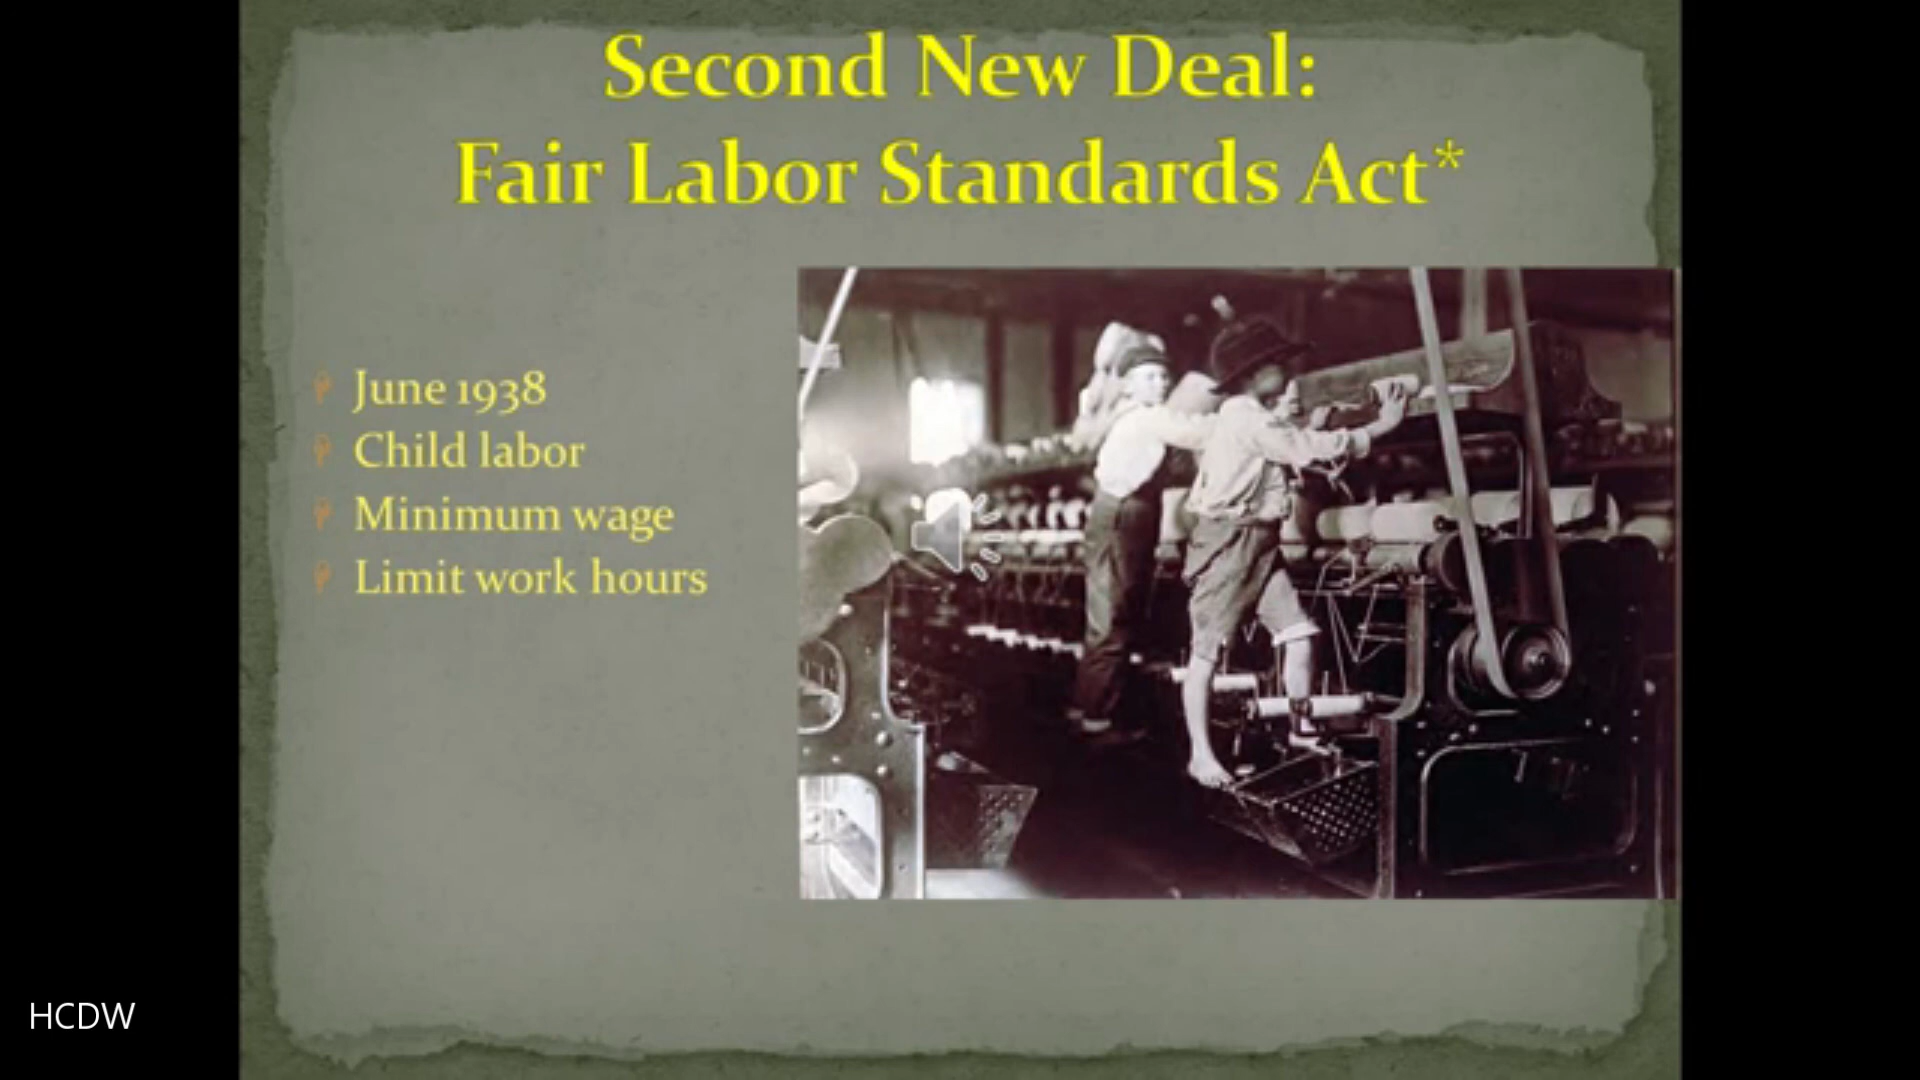 Second New Deal:
Fair Labor Standards Act*
June 1938
Child labor
Minimum wage
Limit work hours
HCDW